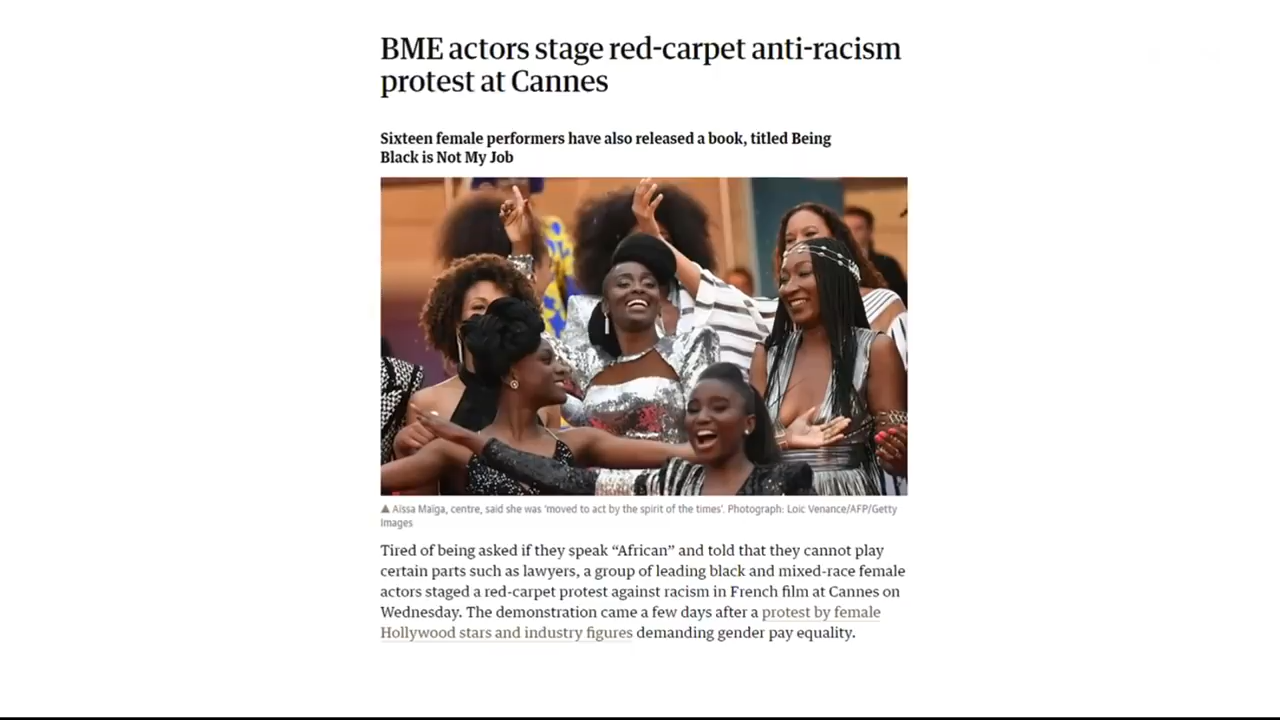 BME actors stage red-carpet anti-racism
protest at Cannes
Sixteen female performers have also released a book, titled Being
Black is Not My Job
▲ Aïssa Maïga, centre, said she was ‘moved to act by the spirit of the times’. Photograph: Loic Venance/AFP/Getty
Images
Tired of being asked if they speak “African” and told that they cannot play
certain parts such as lawyers, a group of leading black and mixed-race female
actors staged a red-carpet protest against racism in French film at Cannes on
Wednesday. The demonstration came a few days after a protest by female
Hollywood stars and industry figures demanding gender pay equality.